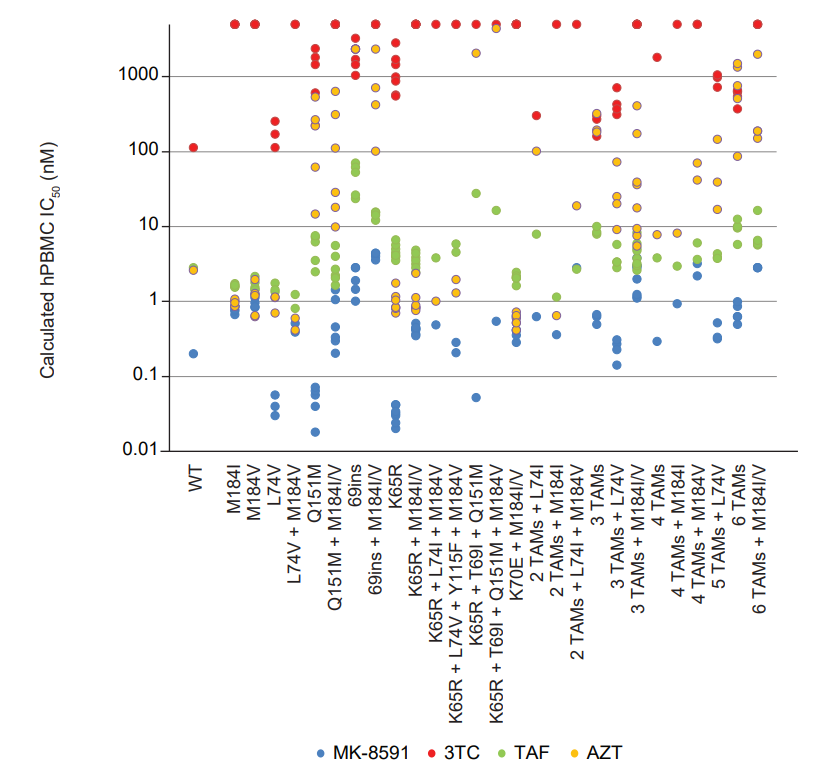 Calculated hPBMC IC50 (nM)
1000
100
10
1
0.1
0.01
WT
M184I
M184V
L74V
L74V + M184V
Q151M
Q151M + M184I/V
69ins
69ins + M184I/V
K65R
K65R + M184I/V
K65R + L74I + M184V
K65R + L74V + Y115F + M184V
K65R + T69I + Q151M
K65R + T69I + Q151M + M184V
K70E + M184I/V
2 TAMs + L74I
2 TAMs + M184I
2 TAMs + L74I + M184V
3 TAMs
3 TAMs + L74V
3 TAMs + M184I/V
4 TAMs
4 TAMs + M184I
4 TAMs + M184V
5 TAMs + L74V
6 TAMs
6 TAMs + M184I/V
MK-8591 3TC TAF AZT